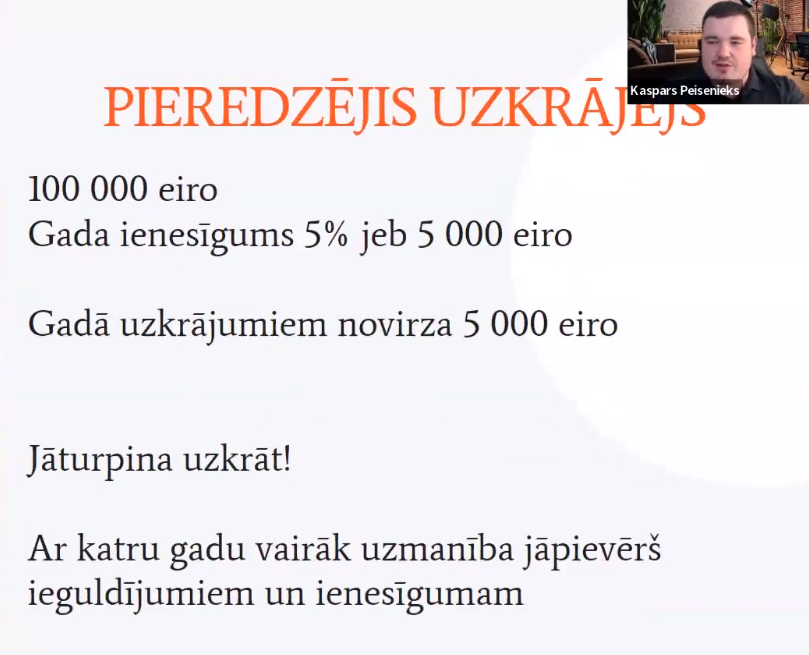 Kaspars Peisenieks
PIEREDZĒJIS UZKRĀJĒJS
100 000 eiro
Gada ienesīgums 5% jeb 5 000 eiro
Gadā uzkrājumiem novirza 5 000 eiro
Jāturpina uzkrāt!
Ar katru gadu vairāk uzmanība jāpievērš
ieguldījumiem un ienesīgumam